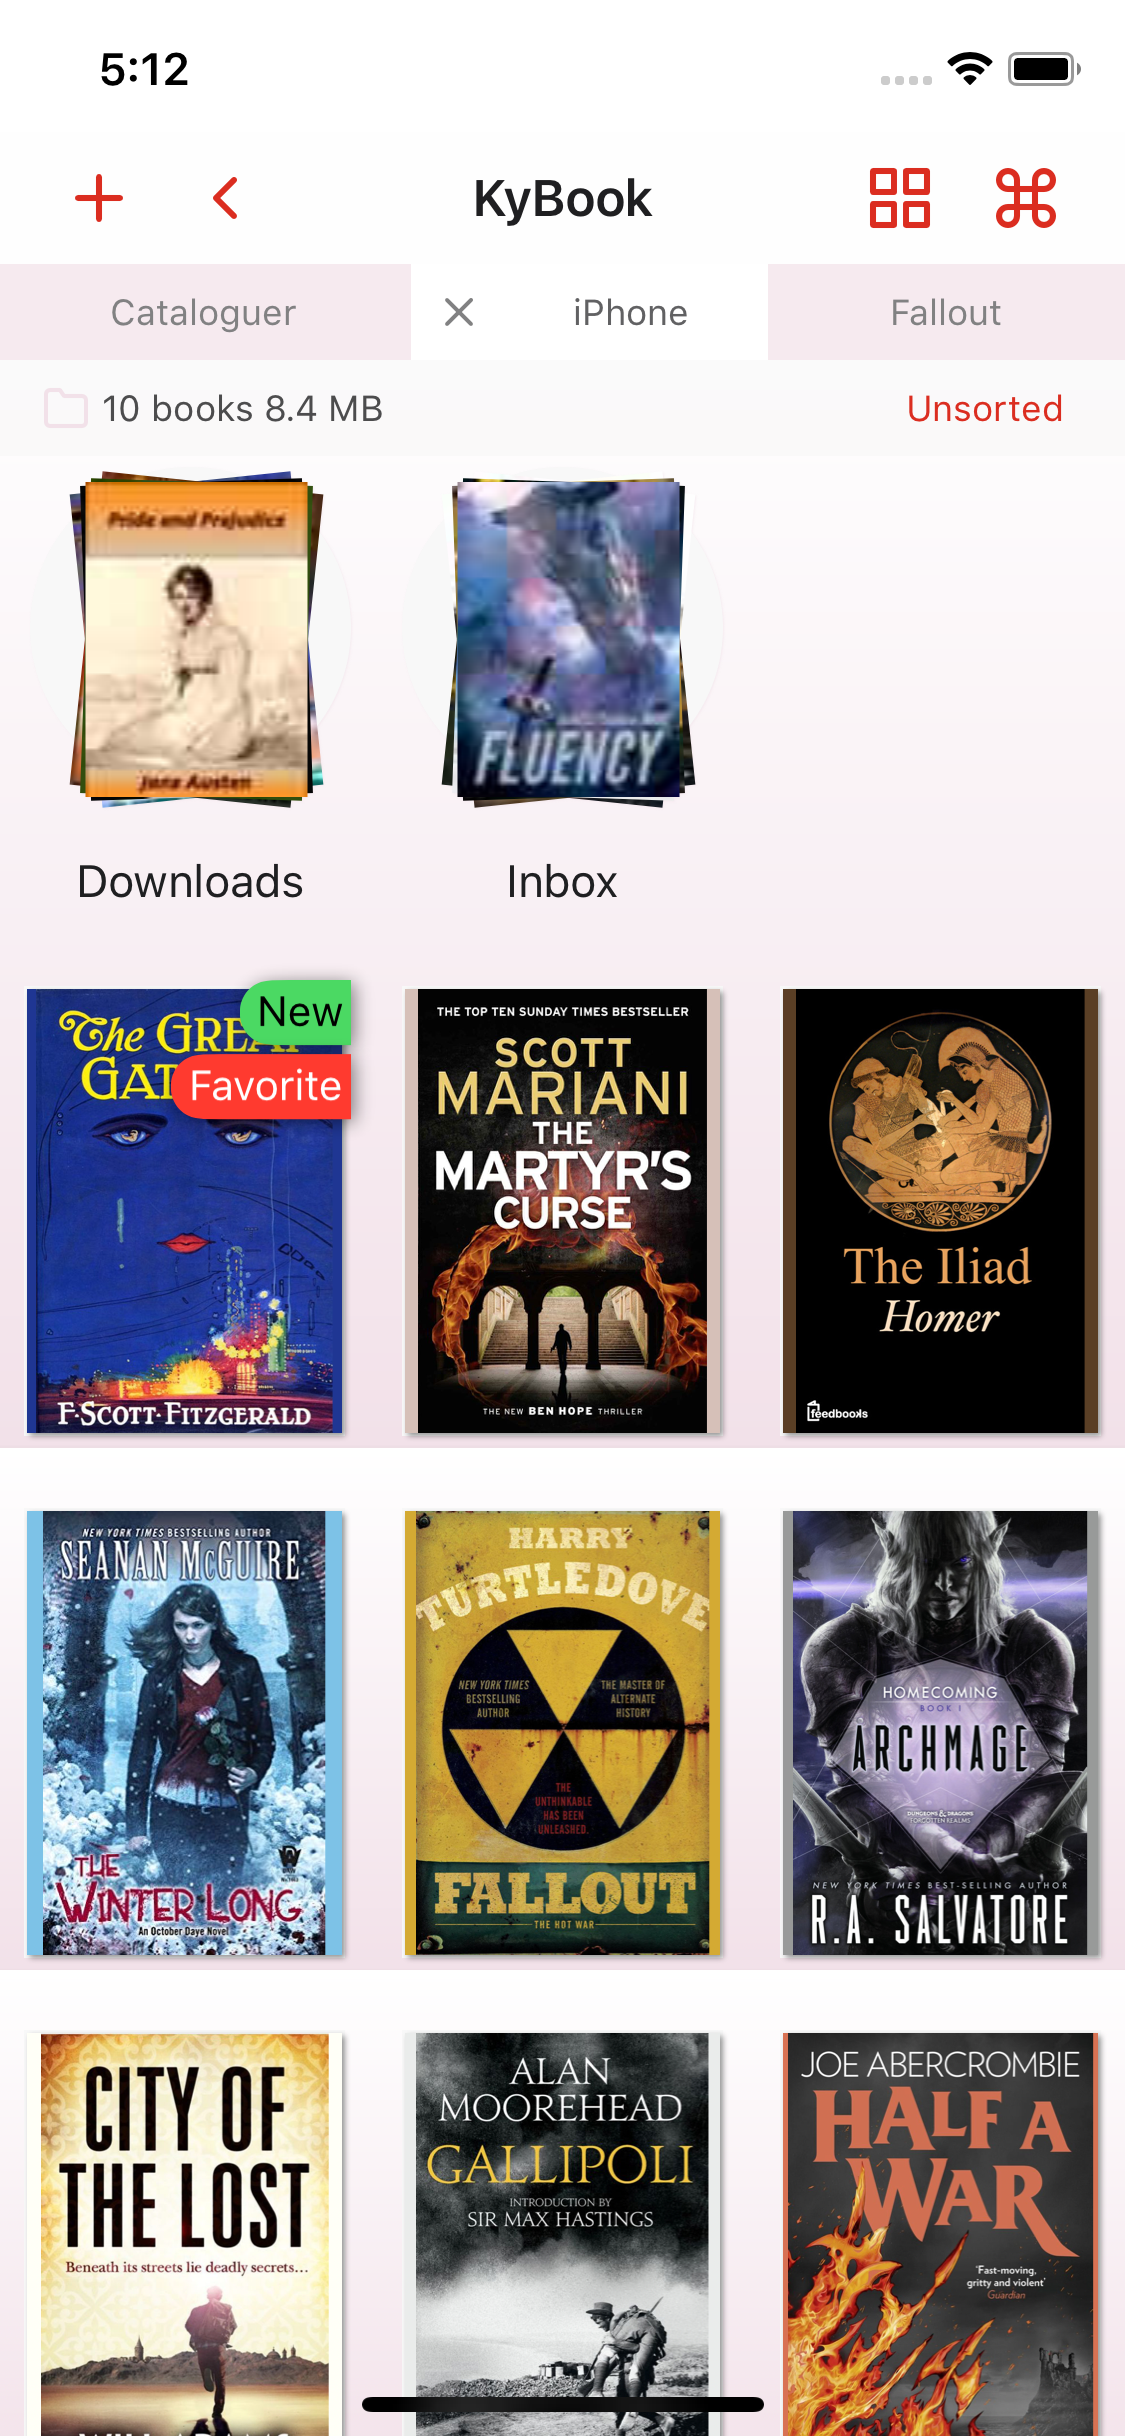 5:12
KyBook
Cataloguer
iPhone
Fallout
10 books 8.4 MB
Unsorted
Pride and Prejudice
Jane Austen
FLUENCY
Downloads
Inbox
New
Favorite
The GREA
GAT
F·SCOTT·FITZGERALD
THE TOP TEN SUNDAY TIMES BESTSELLER
SCOTT
MARIANI
THE
MARTYR'S
CURSE
THE NEW BEN HOPE THRILLER
The Iliad
Homer
feedbooks
NEW YORK TIMES BESTSELLING AUTHOR
SEANAN McGUIRE
THE
WINTER LONG
An October Daye Novel
HARRY
TURTLEDOVE
NEW YORK TIMES
BESTSELLING
AUTHOR
THE MASTER OF
ALTERNATE
HISTORY
THE
UNTHINKABLE
HAS BEEN
UNLEASHED.
FALLOUT
THE HOT WAR
HOMECOMING
BOOK I
ARCHMAGE
DUNGEONS & DRAGONS
FORGOTTEN REALMS
NEW YORK TIMES BEST-SELLING AUTHOR
R.A. SALVATORE
CITY OF
THE LOST
Beneath its streets lie deadly secrets...
ALAN
MOOREHEAD
GALLIPOLI
INTRODUCTION BY
SIR MAX HASTINGS
JOE ABERCROMBIE
HALF A
WAR
'Fast-moving,
gritty and violent'
Guardian